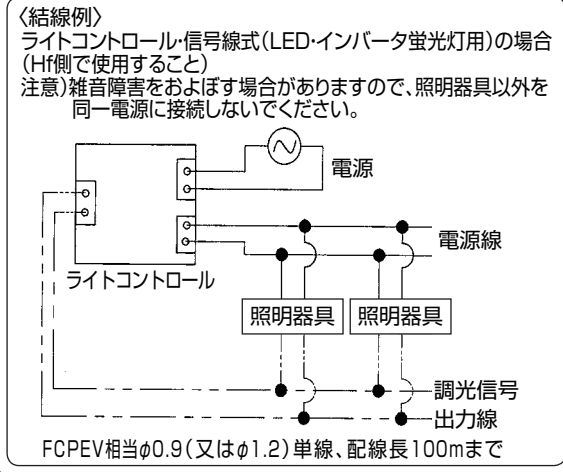 〈結線例〉
ライトコントロール・信号線式(LED・インバータ蛍光灯用)の場合
(Hf側で使用すること)
注意)雑音障害をおよぼす場合がありますので、照明器具以外を
同一電源に接続しないでください。
電源
電源線
ライトコントロール
照明器具 照明器具
調光信号
出力線
FCPEV相当φ0.9(又はφ1.2)単線、配線長100mまで